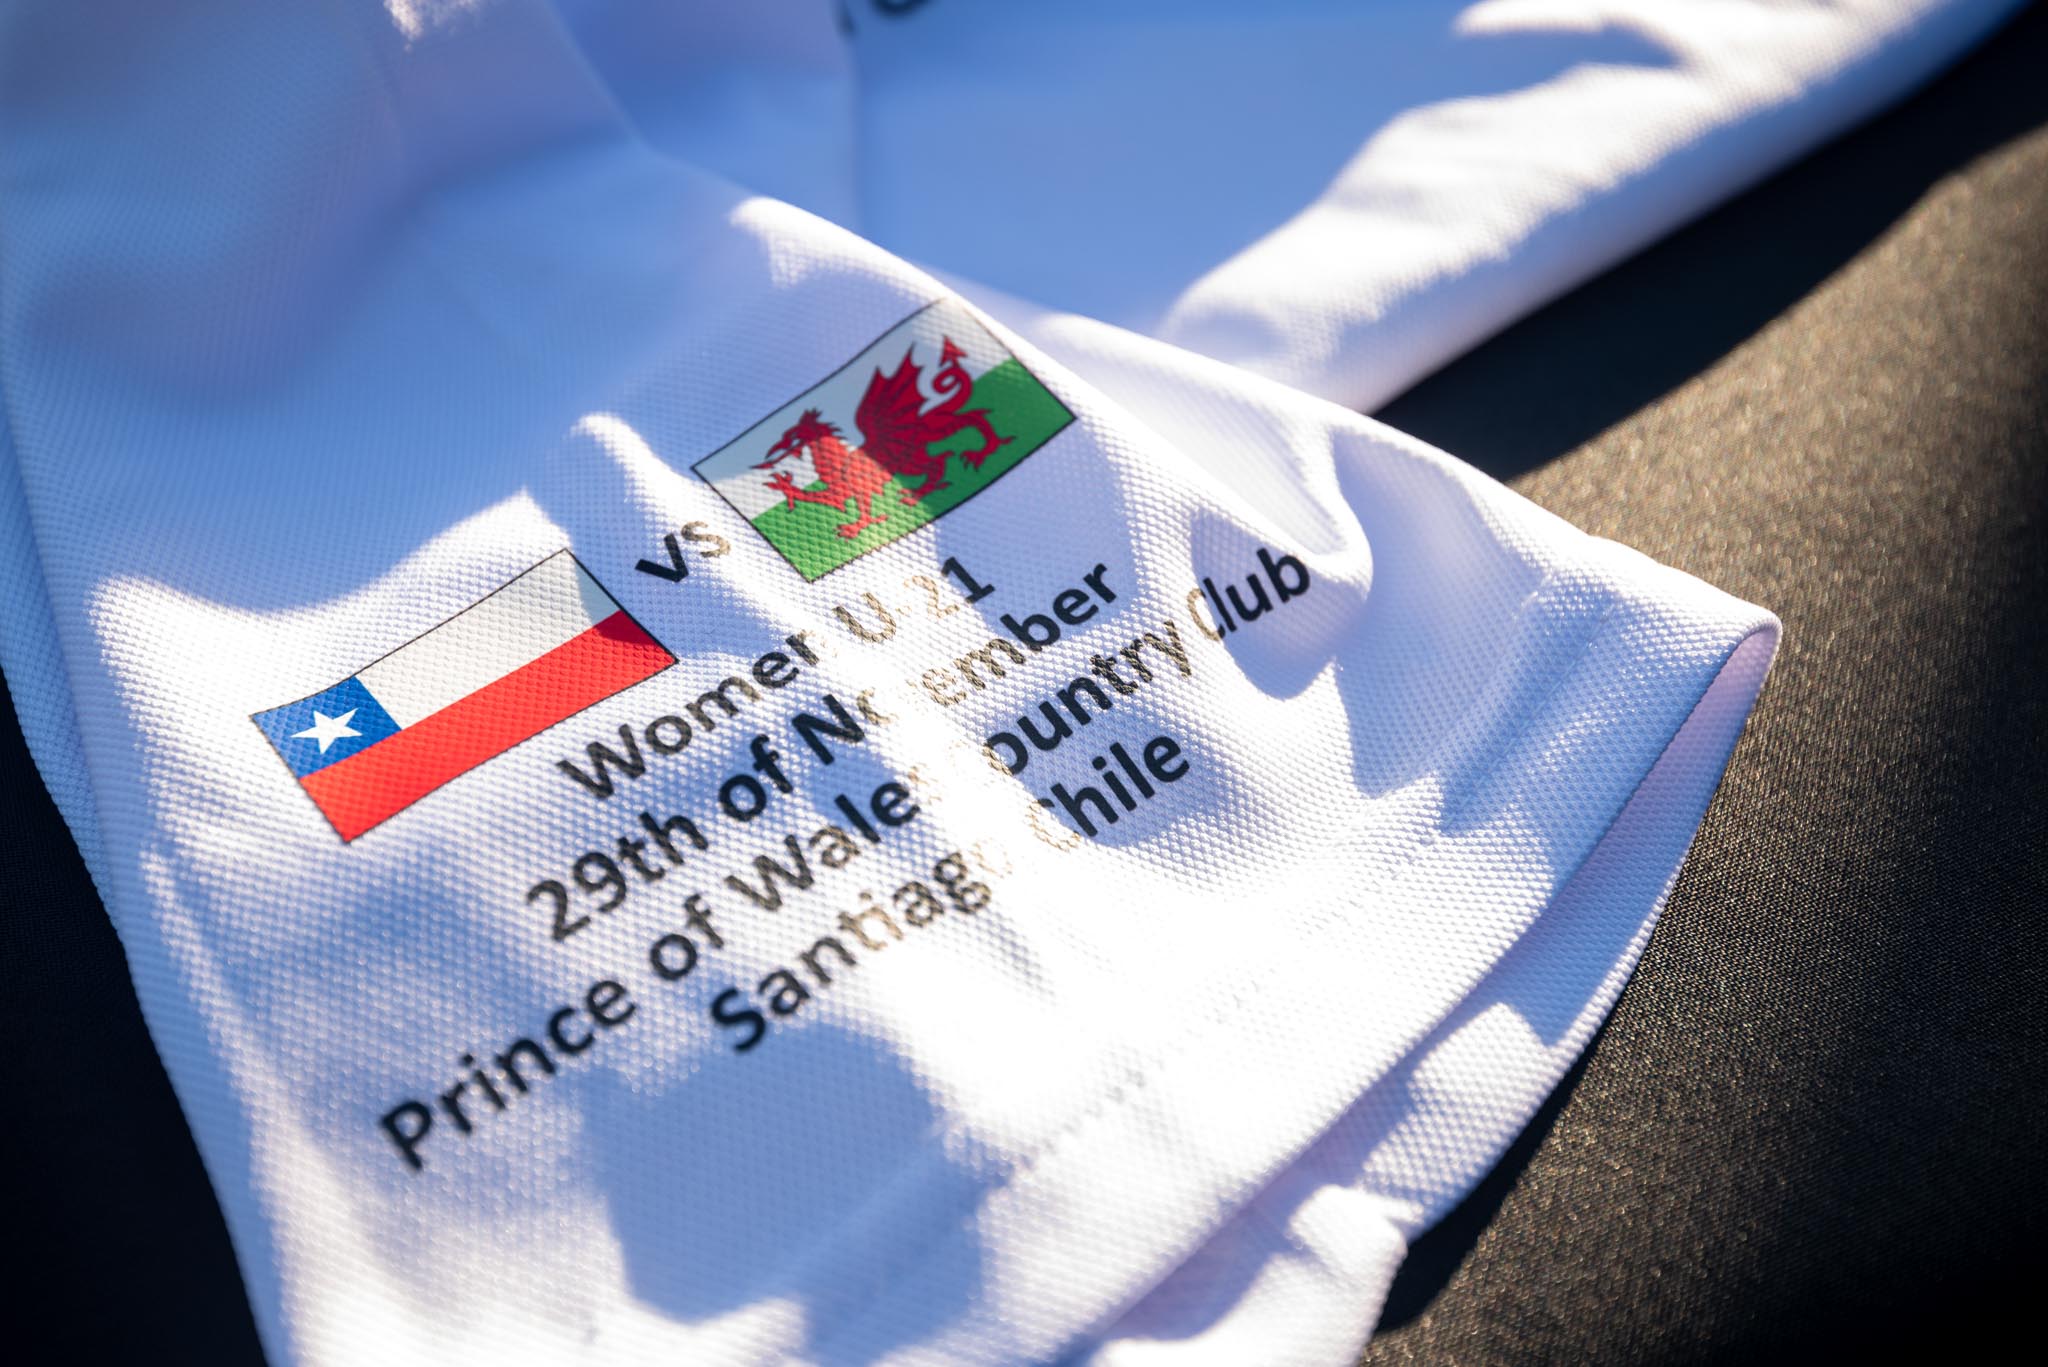 vs
Women U-21
29th of November
Prince of Wales Country Club
Santiago Chile